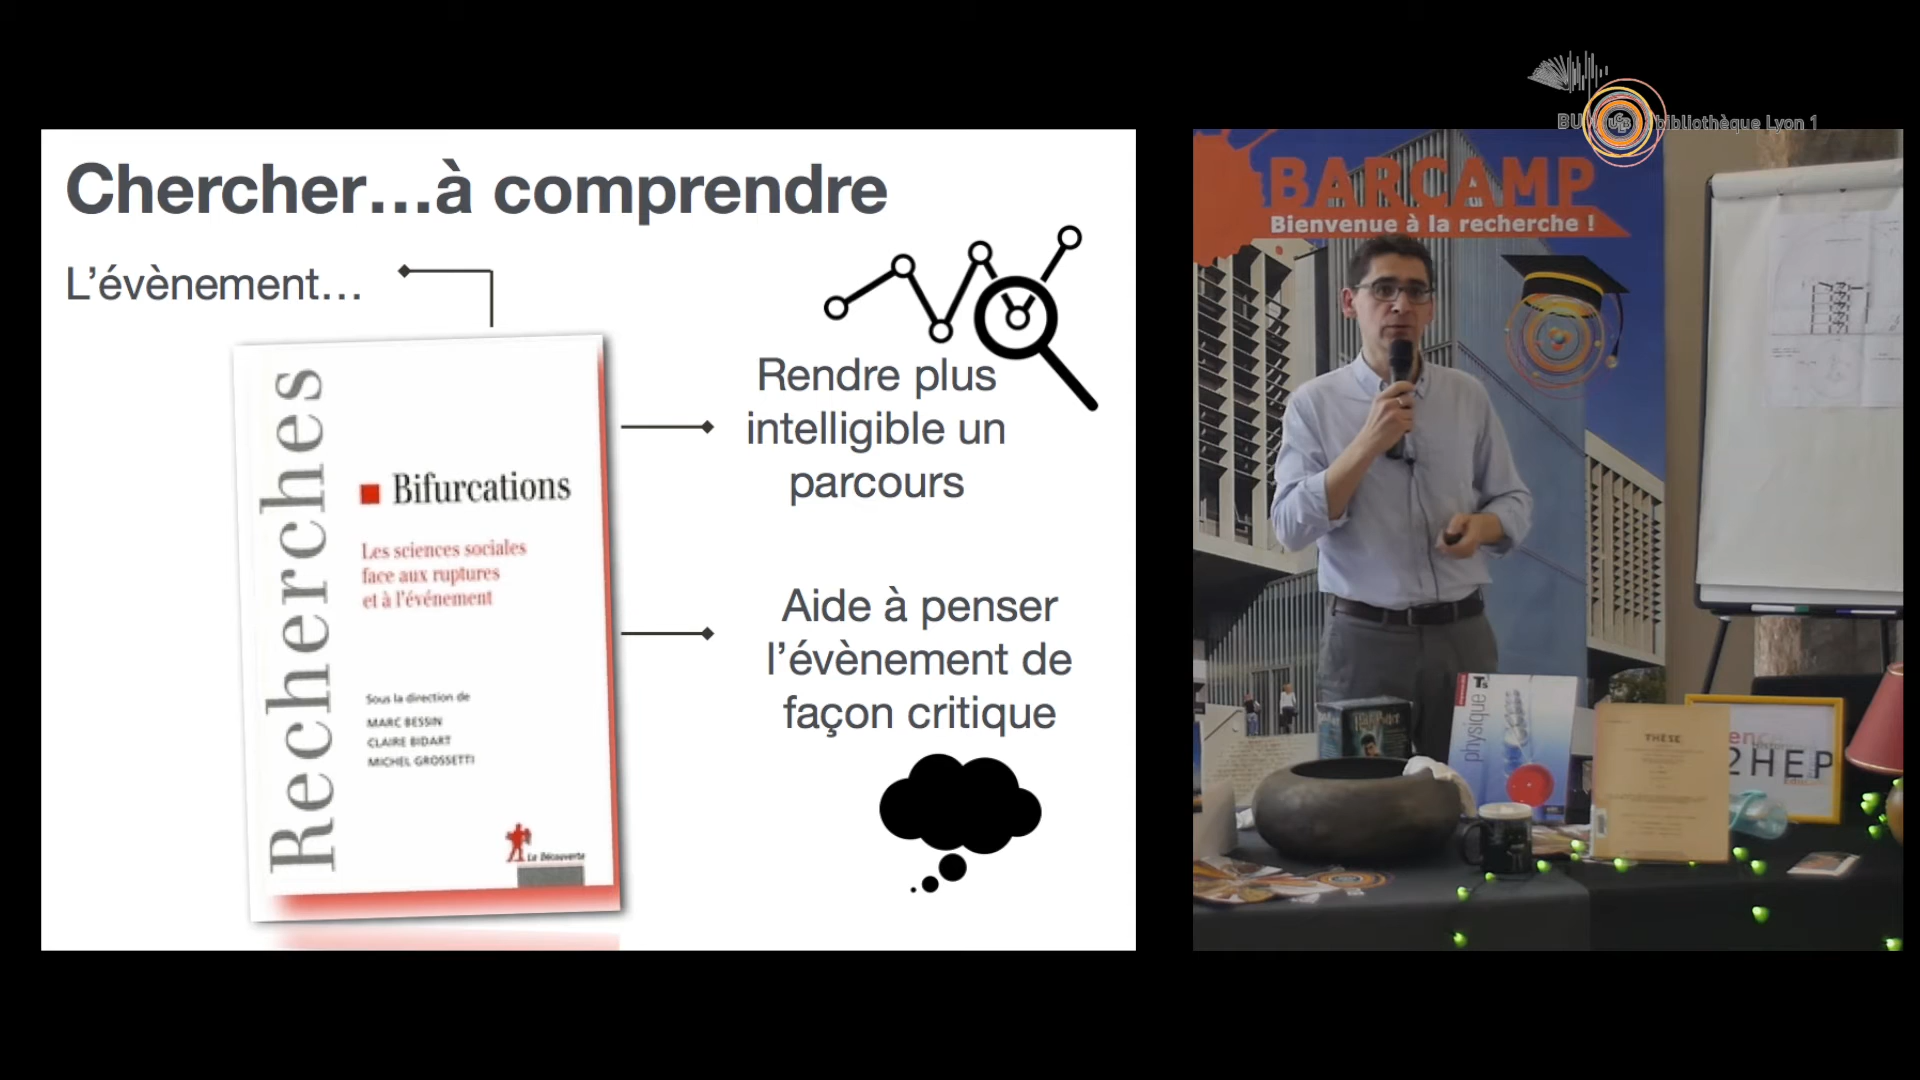 Chercher...à comprendre
L'évènement...
Recherches
Bifurcations
Les sciences sociales
face aux ruptures
et à l'événement
Sous la direction de
MARC BESSIN
CLAIRE BIDART
MICHEL GROSSETTI
La Découverte
Rendre plus
intelligible un
parcours
Aide à penser
l'évènement de
façon critique
BU
bibliothèque Lyon 1
BARCAMP
Bienvenue à la recherche !
physique
TS
THÈSE
2HEP